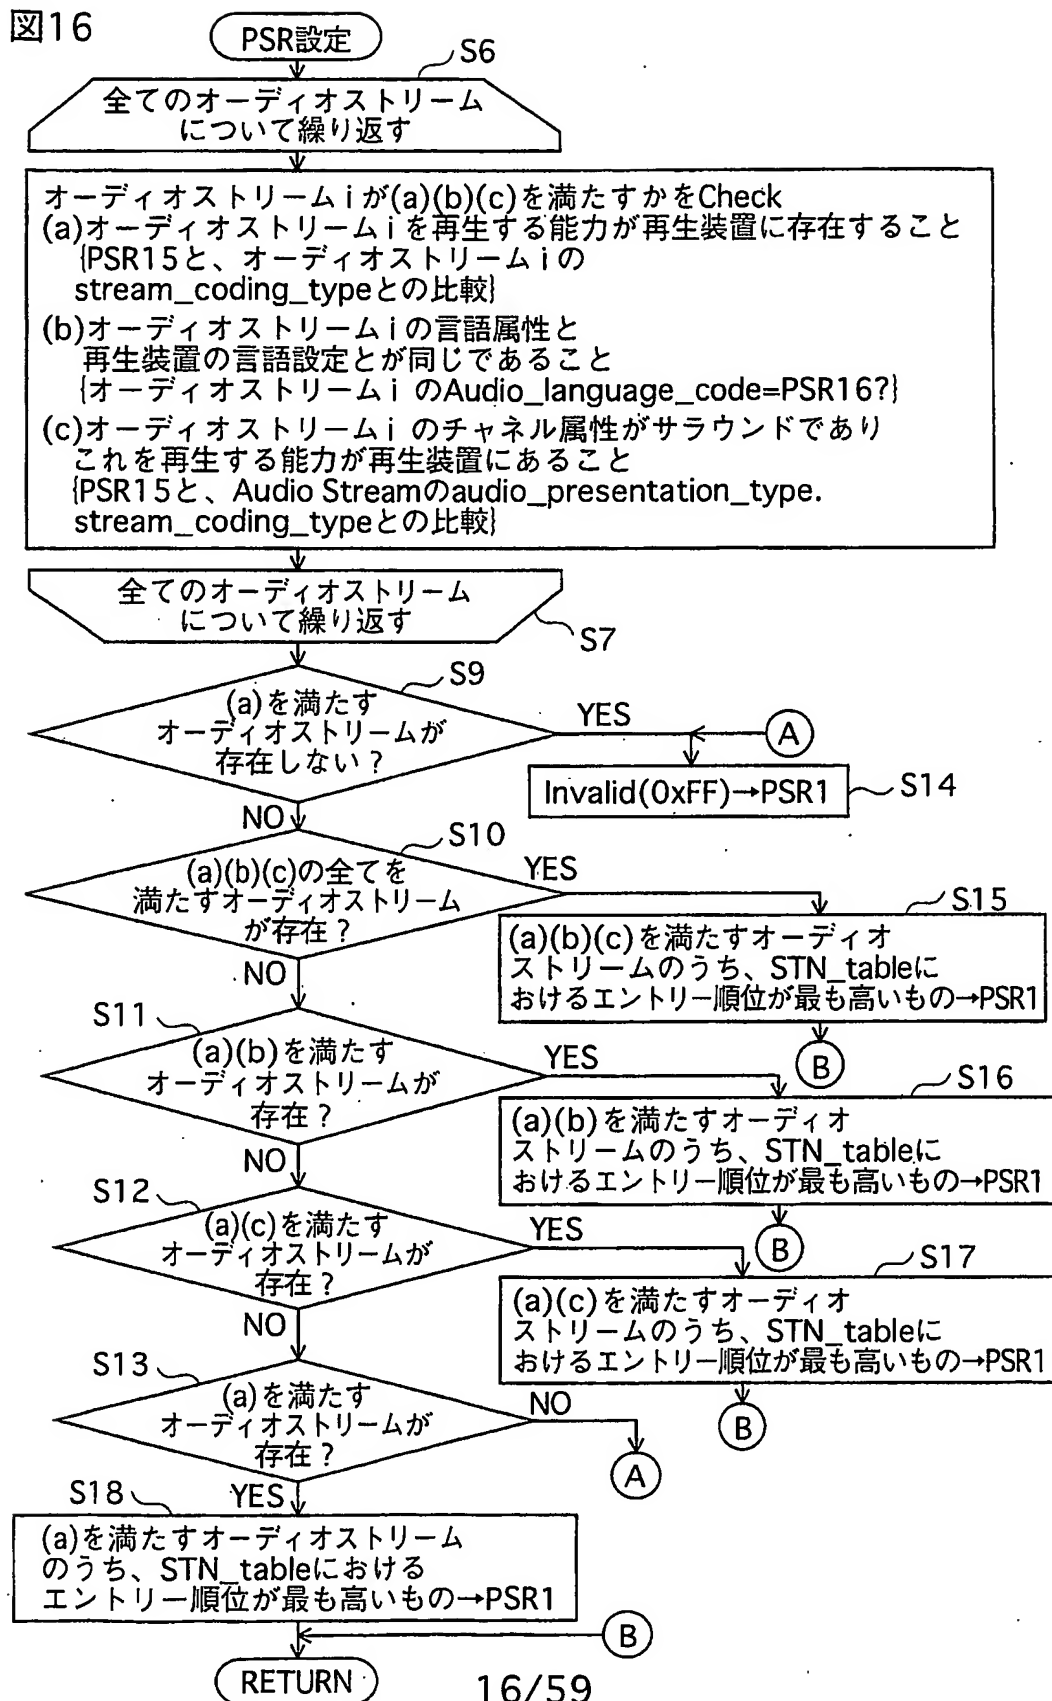 図16
PSR設定
S6
全てのオーディオストリーム
について繰り返す
オーディオストリームiが(a)(b)(c)を満たすかをCheck
(a)オーディオストリームiを再生する能力が再生装置に存在すること
{PSR15と、オーディオストリームiの
stream_coding_typeとの比較}
(b)オーディオストリームiの言語属性と
再生装置の言語設定とが同じであること
{オーディオストリームiのAudio_language_code=PSR16?}
(c)オーディオストリームiのチャネル属性がサラウンドであり
これを再生する能力が再生装置にあること
{PSR15と、Audio Streamのaudio_presentation_type.
stream_coding_typeとの比較}
全てのオーディオストリーム
について繰り返す
S7
S9
(a)を満たす
オーディオストリームが
存在しない?
YES
A
Invalid(0xFF)→PSR1
S14
NO
S10
(a)(b)(c)の全てを
満たすオーディオストリーム
が存在?
YES
S15
(a)(b)(c)を満たすオーディオ
ストリームのうち、STN_tableに
おけるエントリー順位が最も高いもの→PSR1
B
NO
S11
(a)(b)を満たす
オーディオストリームが
存在?
YES
S16
(a)(b)を満たすオーディオ
ストリームのうち、STN_tableに
おけるエントリー順位が最も高いもの→PSR1
B
NO
S12
(a)(c)を満たす
オーディオストリームが
存在?
YES
S17
(a)(c)を満たすオーディオ
ストリームのうち、STN_tableに
おけるエントリー順位が最も高いもの→PSR1
B
NO
S13
(a)を満たす
オーディオストリームが
存在?
NO
A
YES
S18
(a)を満たすオーディオストリーム
のうち、STN_tableにおける
エントリー順位が最も高いもの→PSR1
B
RETURN
16/59